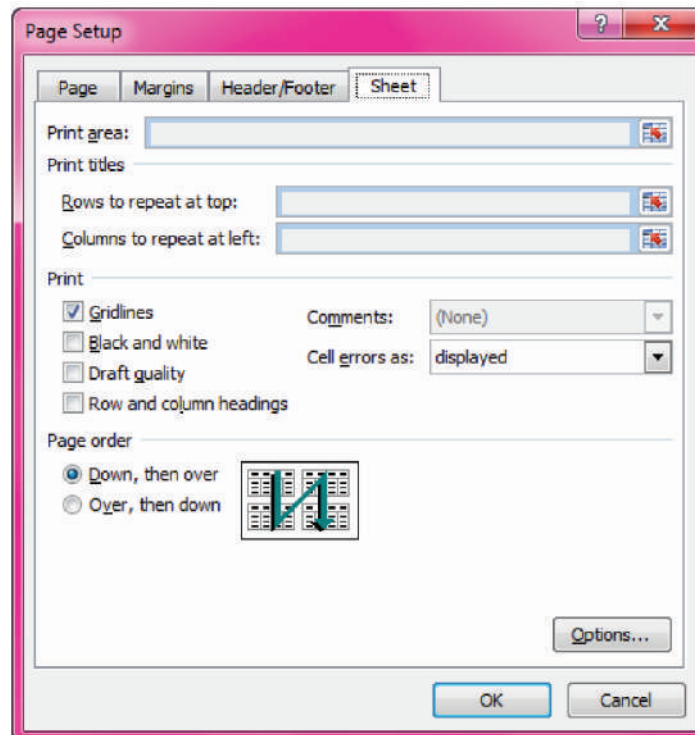 Page Setup
?
Page Margins Header/Footer Sheet
Print area:
Print titles
Rows to repeat at top:
Columns to repeat at left:
Print
Gridlines
Black and white
Draft quality
Row and column headings
Comments: (None)
Cell errors as: displayed
Page order
Down, then over
Over, then down
Options...
OK Cancel